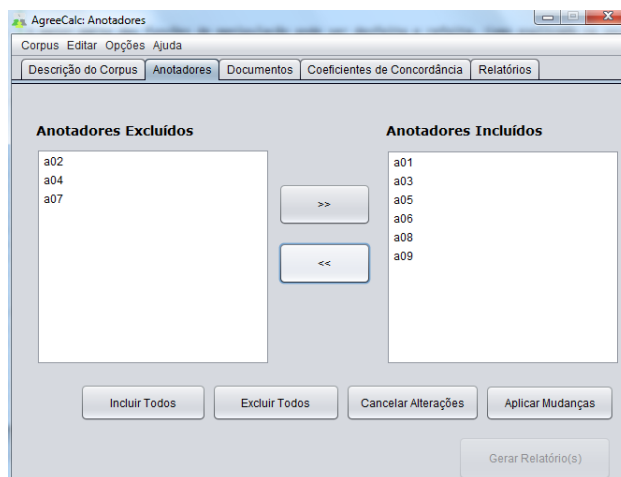 AgreeCalc: Anotadores
Corpus Editar Opções Ajuda
Descrição do Corpus Anotadores Documentos Coeficientes de Concordância Relatórios
Anotadores Excluídos Anotadores Incluídos
a02
a04
a07
a01
a03
a05
a06
a08
a09
>>
<<
Incluir Todos Excluir Todos Cancelar Alterações Aplicar Mudanças
Gerar Relatório(s)